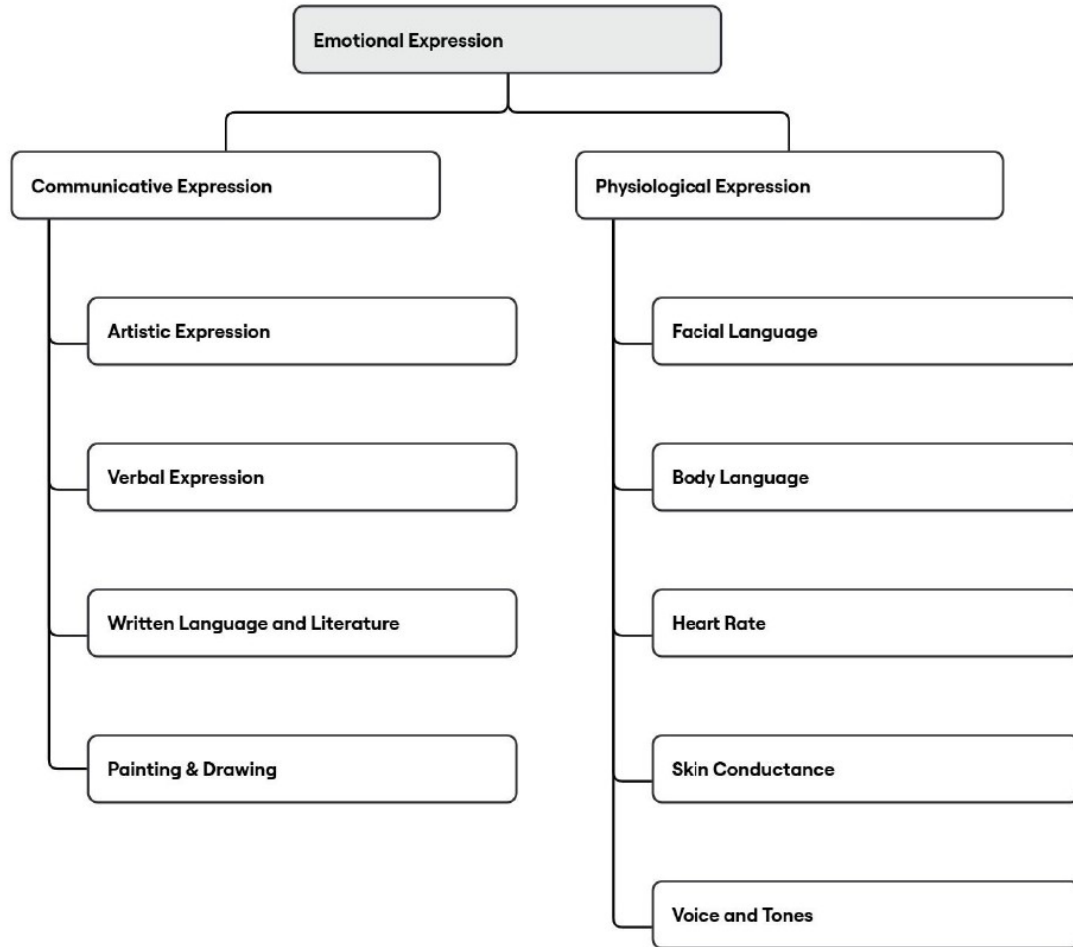 Emotional Expression
Communicative Expression
Artistic Expression
Verbal Expression
Written Language and Literature
Painting & Drawing
Physiological Expression
Facial Language
Body Language
Heart Rate
Skin Conductance
Voice and Tones